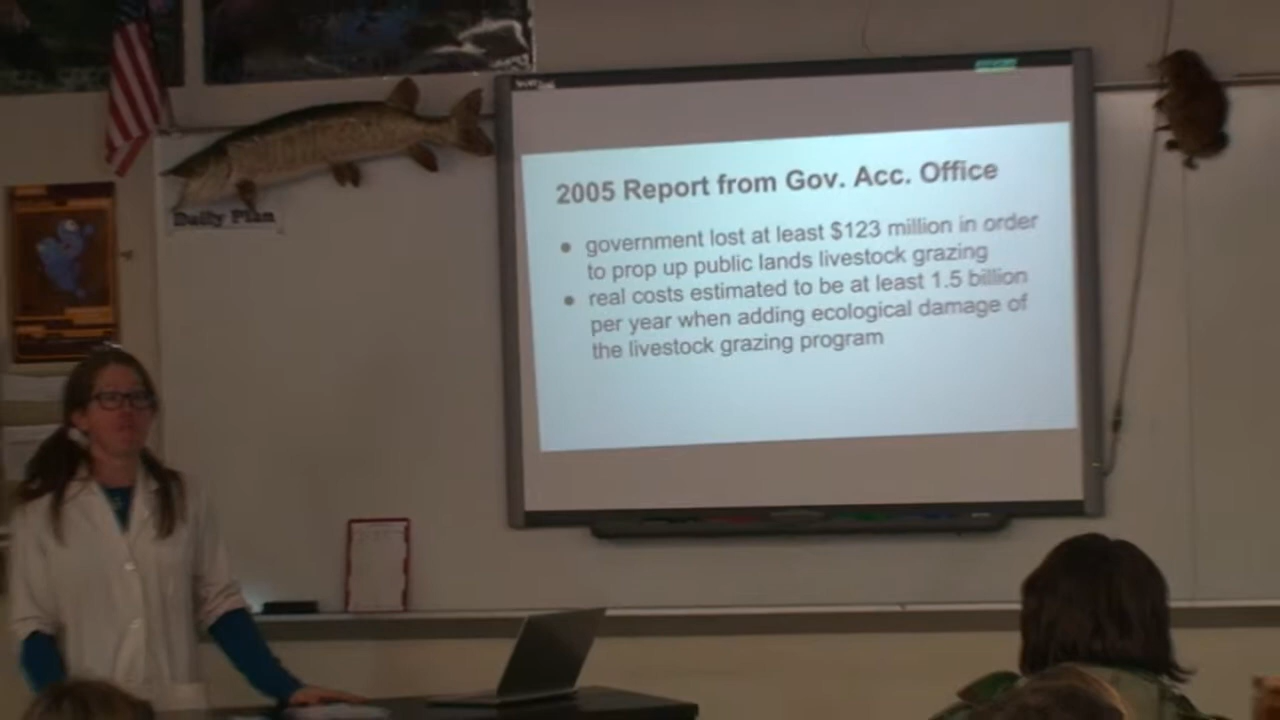 2005 Report from Gov. Acc. Office
● government lost at least $123 million in order
to prop up public lands livestock grazing
● real costs estimated to be at least 1.5 billion
per year when adding ecological damage of
the livestock grazing program
Daily Plan